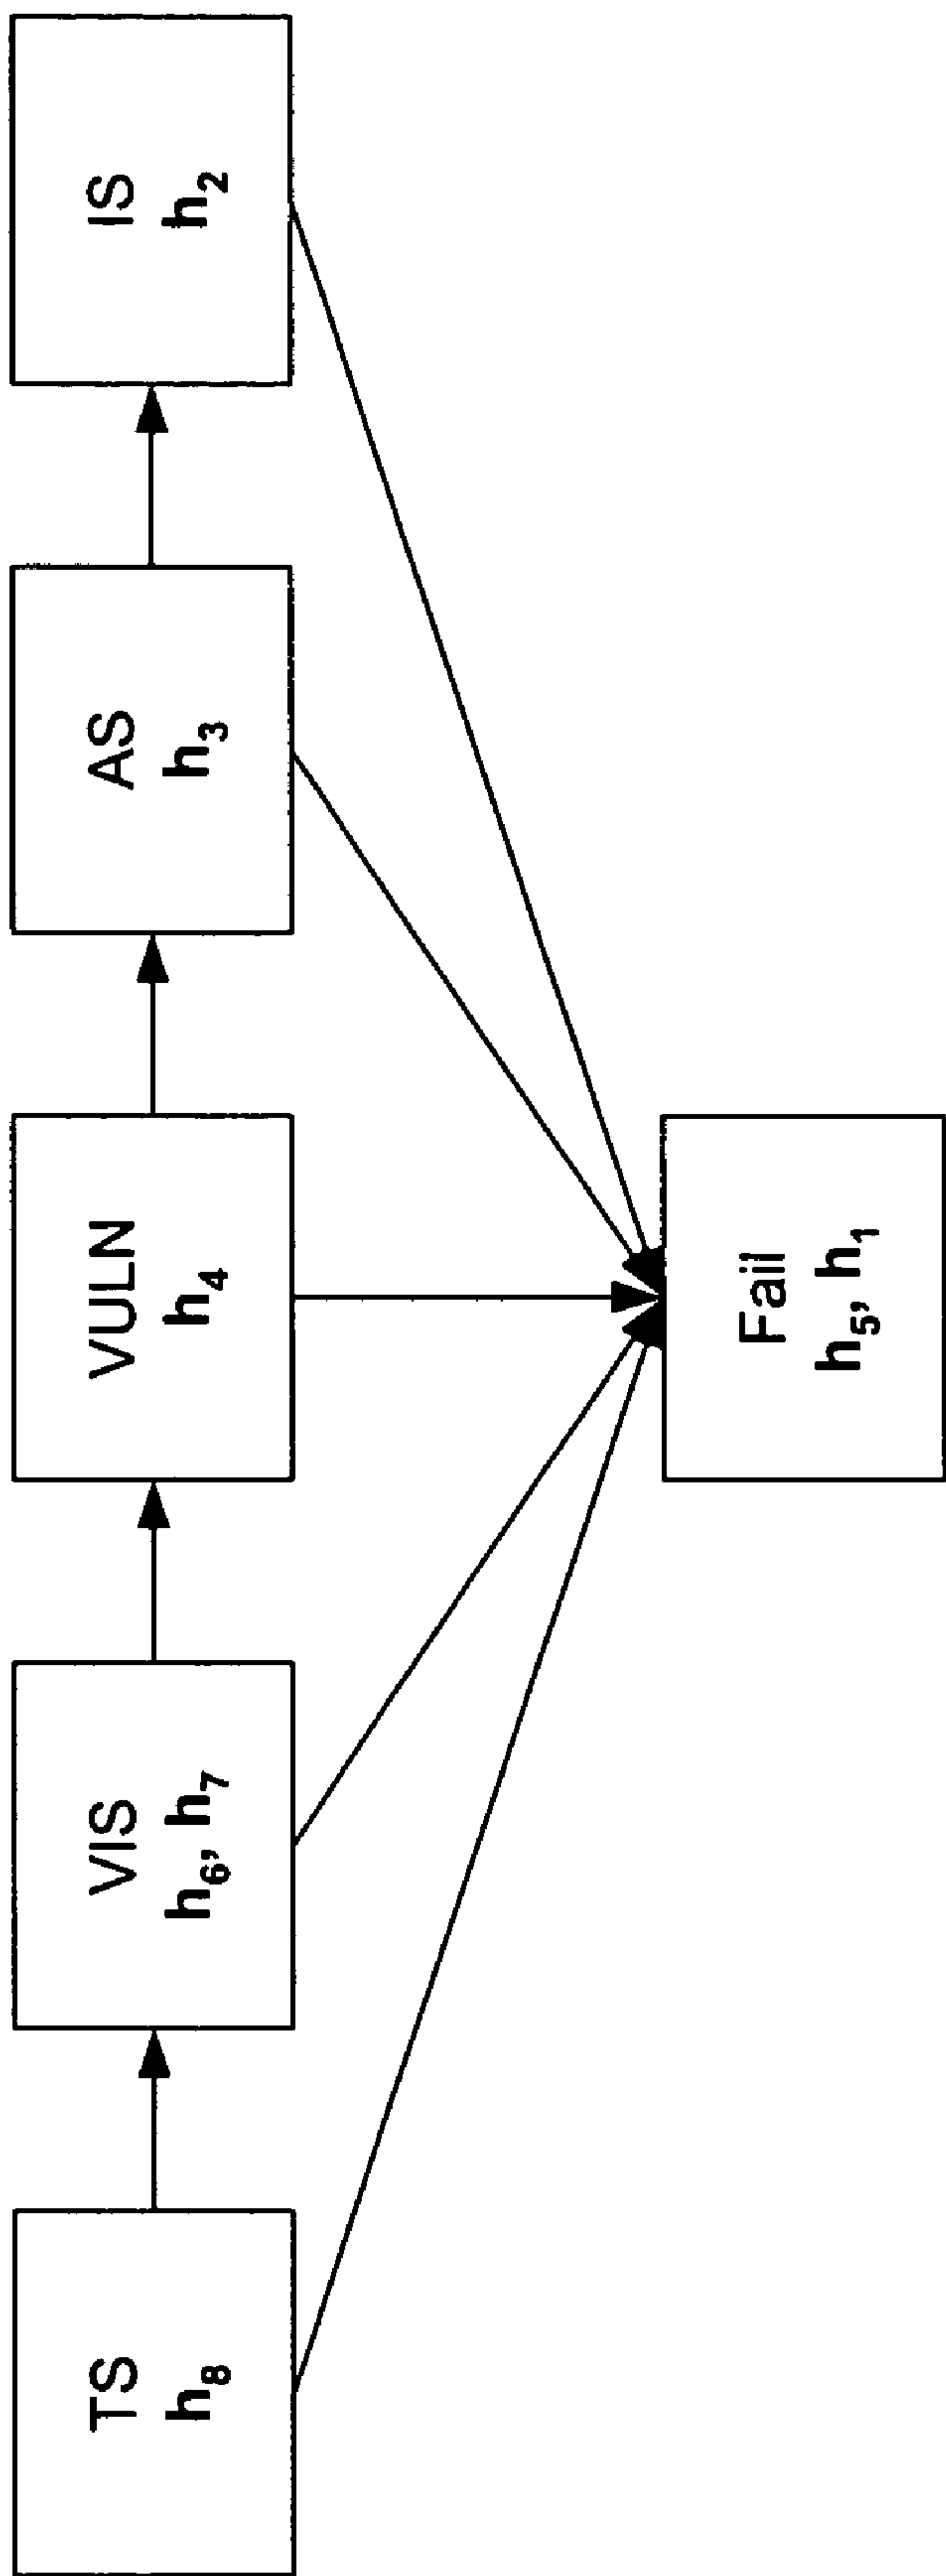 TS
h₈
VIS
h₆, h₇
VULN
h₄
AS
h₃
IS
h₂
Fail
h₅, h₁